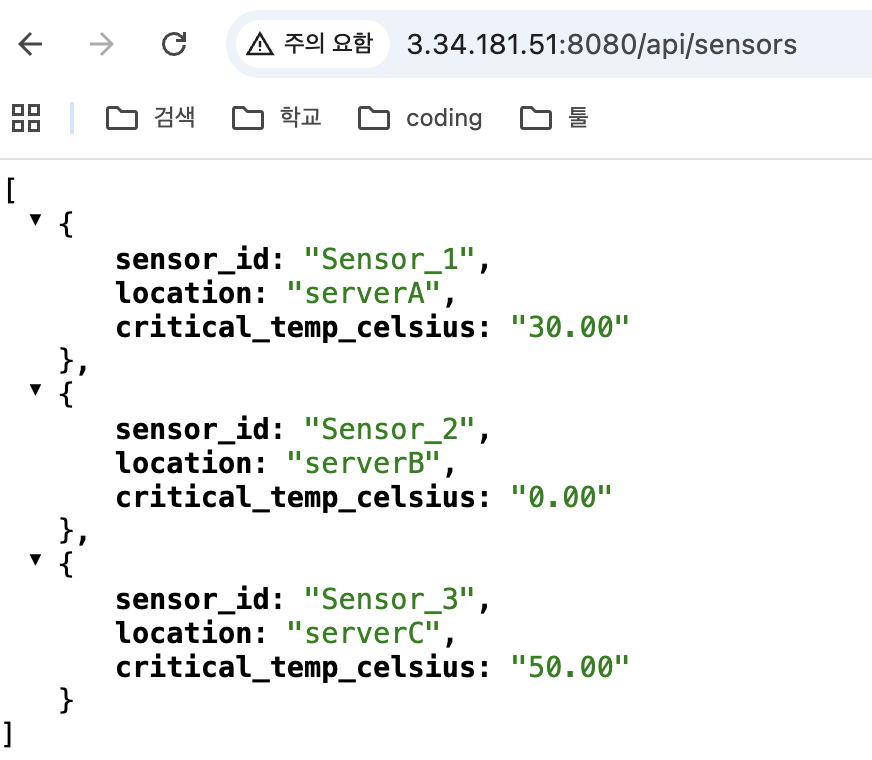 주의 요함 3.34.181.51:8080/api/sensors
검색 학교 coding 툴
[
{
sensor_id: "Sensor_1",
location: "serverA",
critical_temp_celsius: "30.00"
},
{
sensor_id: "Sensor_2",
location: "serverB",
critical_temp_celsius: "0.00"
},
{
sensor_id: "Sensor_3",
location: "serverC",
critical_temp_celsius: "50.00"
}
]